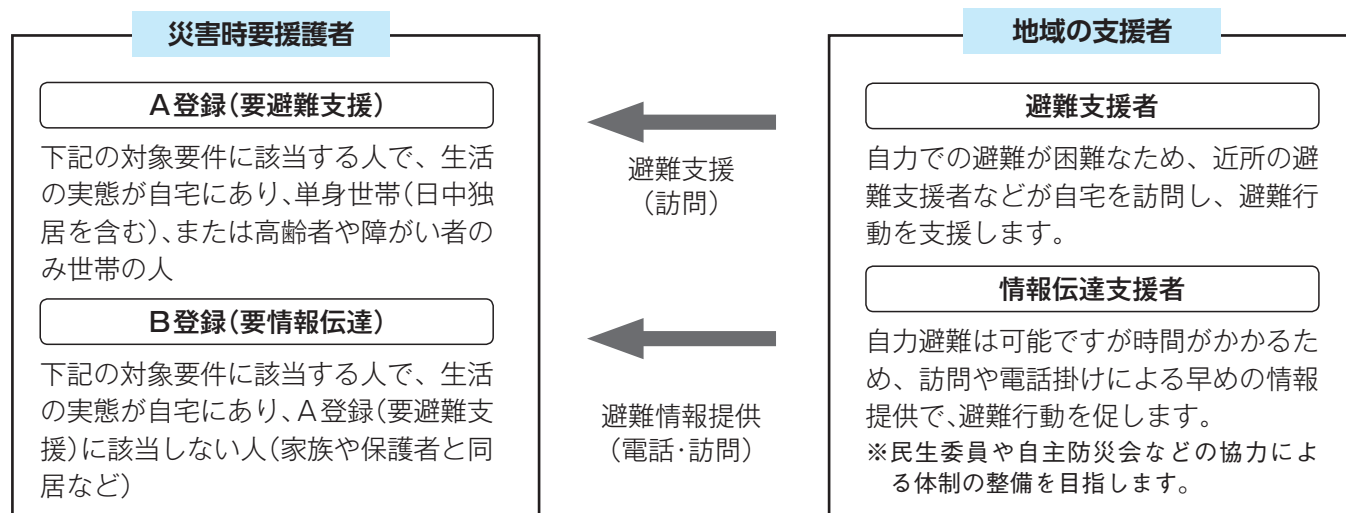 災害時要援護者
A登録(要避難支援)
下記の対象要件に該当する人で、生活
の実態が自宅にあり、単身世帯(日中独
居を含む)、または高齢者や障がい者の
み世帯の人
B登録(要情報伝達)
下記の対象要件に該当する人で、生活
の実態が自宅にあり、A登録(要避難支
援)に該当しない人(家族や保護者と同
居など)
避難支援
(訪問)
避難情報提供
(電話・訪問)
地域の支援者
避難支援者
自力での避難が困難なため、近所の避
難支援者などが自宅を訪問し、避難行
動を支援します。
情報伝達支援者
自力避難は可能ですが時間がかかるた
め、訪問や電話掛けによる早めの情報
提供で、避難行動を促します。
※民生委員や自主防災会などの協力によ
る体制の整備を目指します。